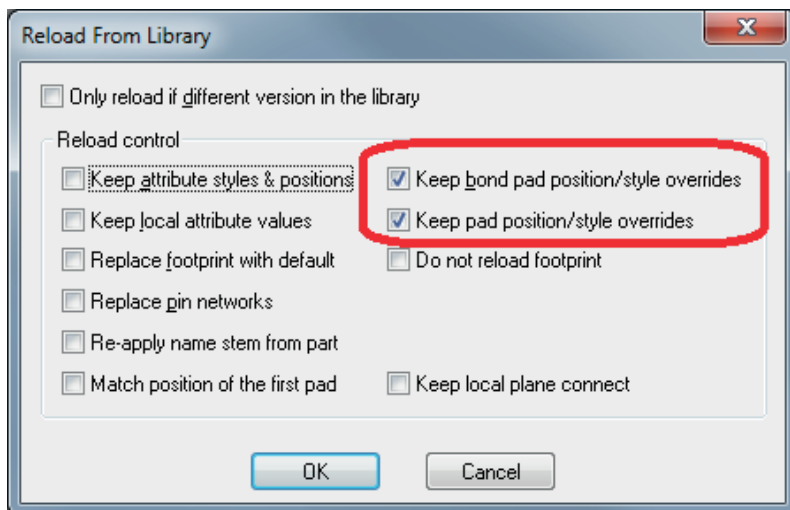 Reload From Library
Only reload if different version in the library
Reload control
Keep attribute styles & positions
Keep bond pad position/style overrides
Keep local attribute values
Keep pad position/style overrides
Replace footprint with default
Do not reload footprint
Replace pin networks
Re-apply name stem from part
Match position of the first pad
Keep local plane connect
OK
Cancel